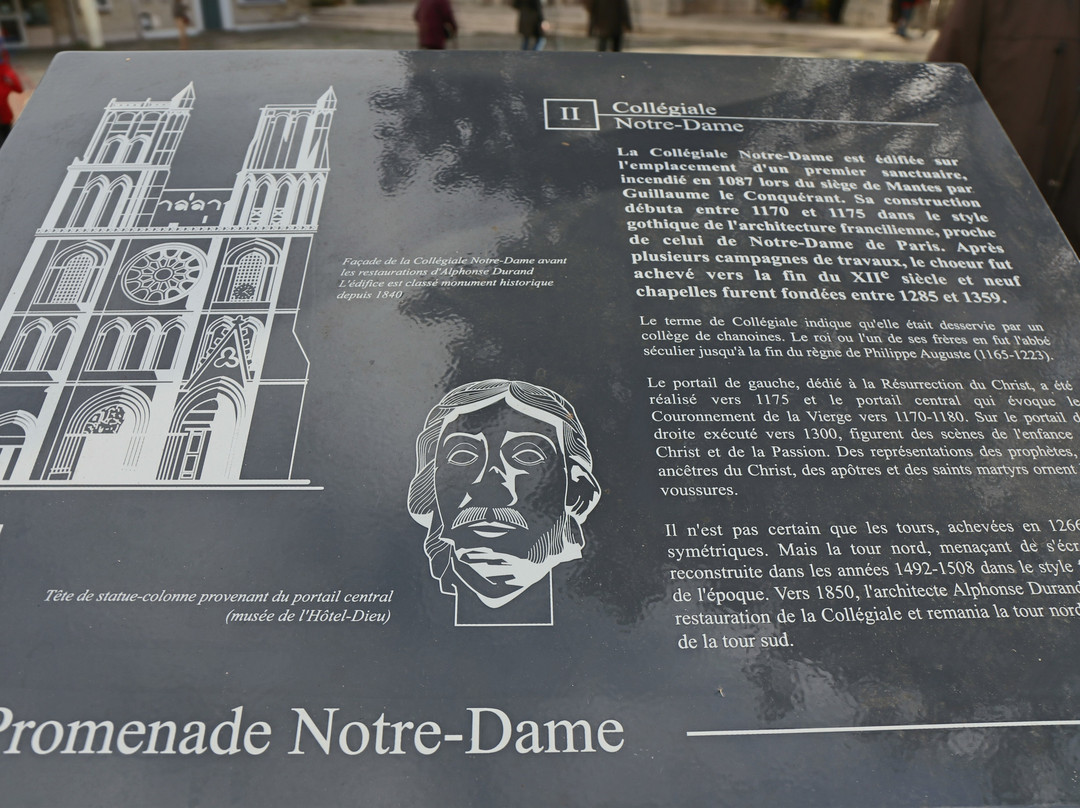 II
Collégiale
Notre-Dame
La Collégiale Notre-Dame est édifiée sur
l'emplacement d'un premier sanctuaire,
incendié en 1087 lors du siège de Mantes par
Guillaume le Conquérant. Sa construction
débuta entre 1170 et 1175 dans le style
gothique de l'architecture francilienne, proche
de celui de Notre-Dame de Paris. Après
plusieurs campagnes de travaux, le choeur fut
achevé vers la fin du XIIe siècle et neuf
chapelles furent fondées entre 1285 et 1359.
Façade de la Collégiale Notre-Dame avant
les restaurations d'Alphonse Durand
L'édifice est classé monument historique
depuis 1840
Le terme de Collégiale indique qu'elle était desservie par un
collège de chanoines. Le roi ou l'un de ses frères en fut l'abbé
séculier jusqu'à la fin du règne de Philippe Auguste (1165-1223).
Le portail de gauche, dédié à la Résurrection du Christ, a été
réalisé vers 1175 et le portail central qui évoque le
Couronnement de la Vierge vers 1170-1180. Sur le portail
droite exécuté vers 1300, figurent des scènes de l'enfance
Christ et de la Passion. Des représentations des prophètes,
ancêtres du Christ, des apôtres et des saints martyrs ornent
voussures.
Il n'est pas certain que les tours, achevées en 1266
symétriques. Mais la tour nord, menaçant de
reconstruite dans les années 1492-1508 dans le style
de l'époque. Vers 1850, l'architecte Alphonse Durand
restauration de la Collégiale et remania la tour nord
de la tour sud.
Tête de statue-colonne provenant du portail central
(musée de l'Hôtel-Dieu)
Promenade Notre-Dame